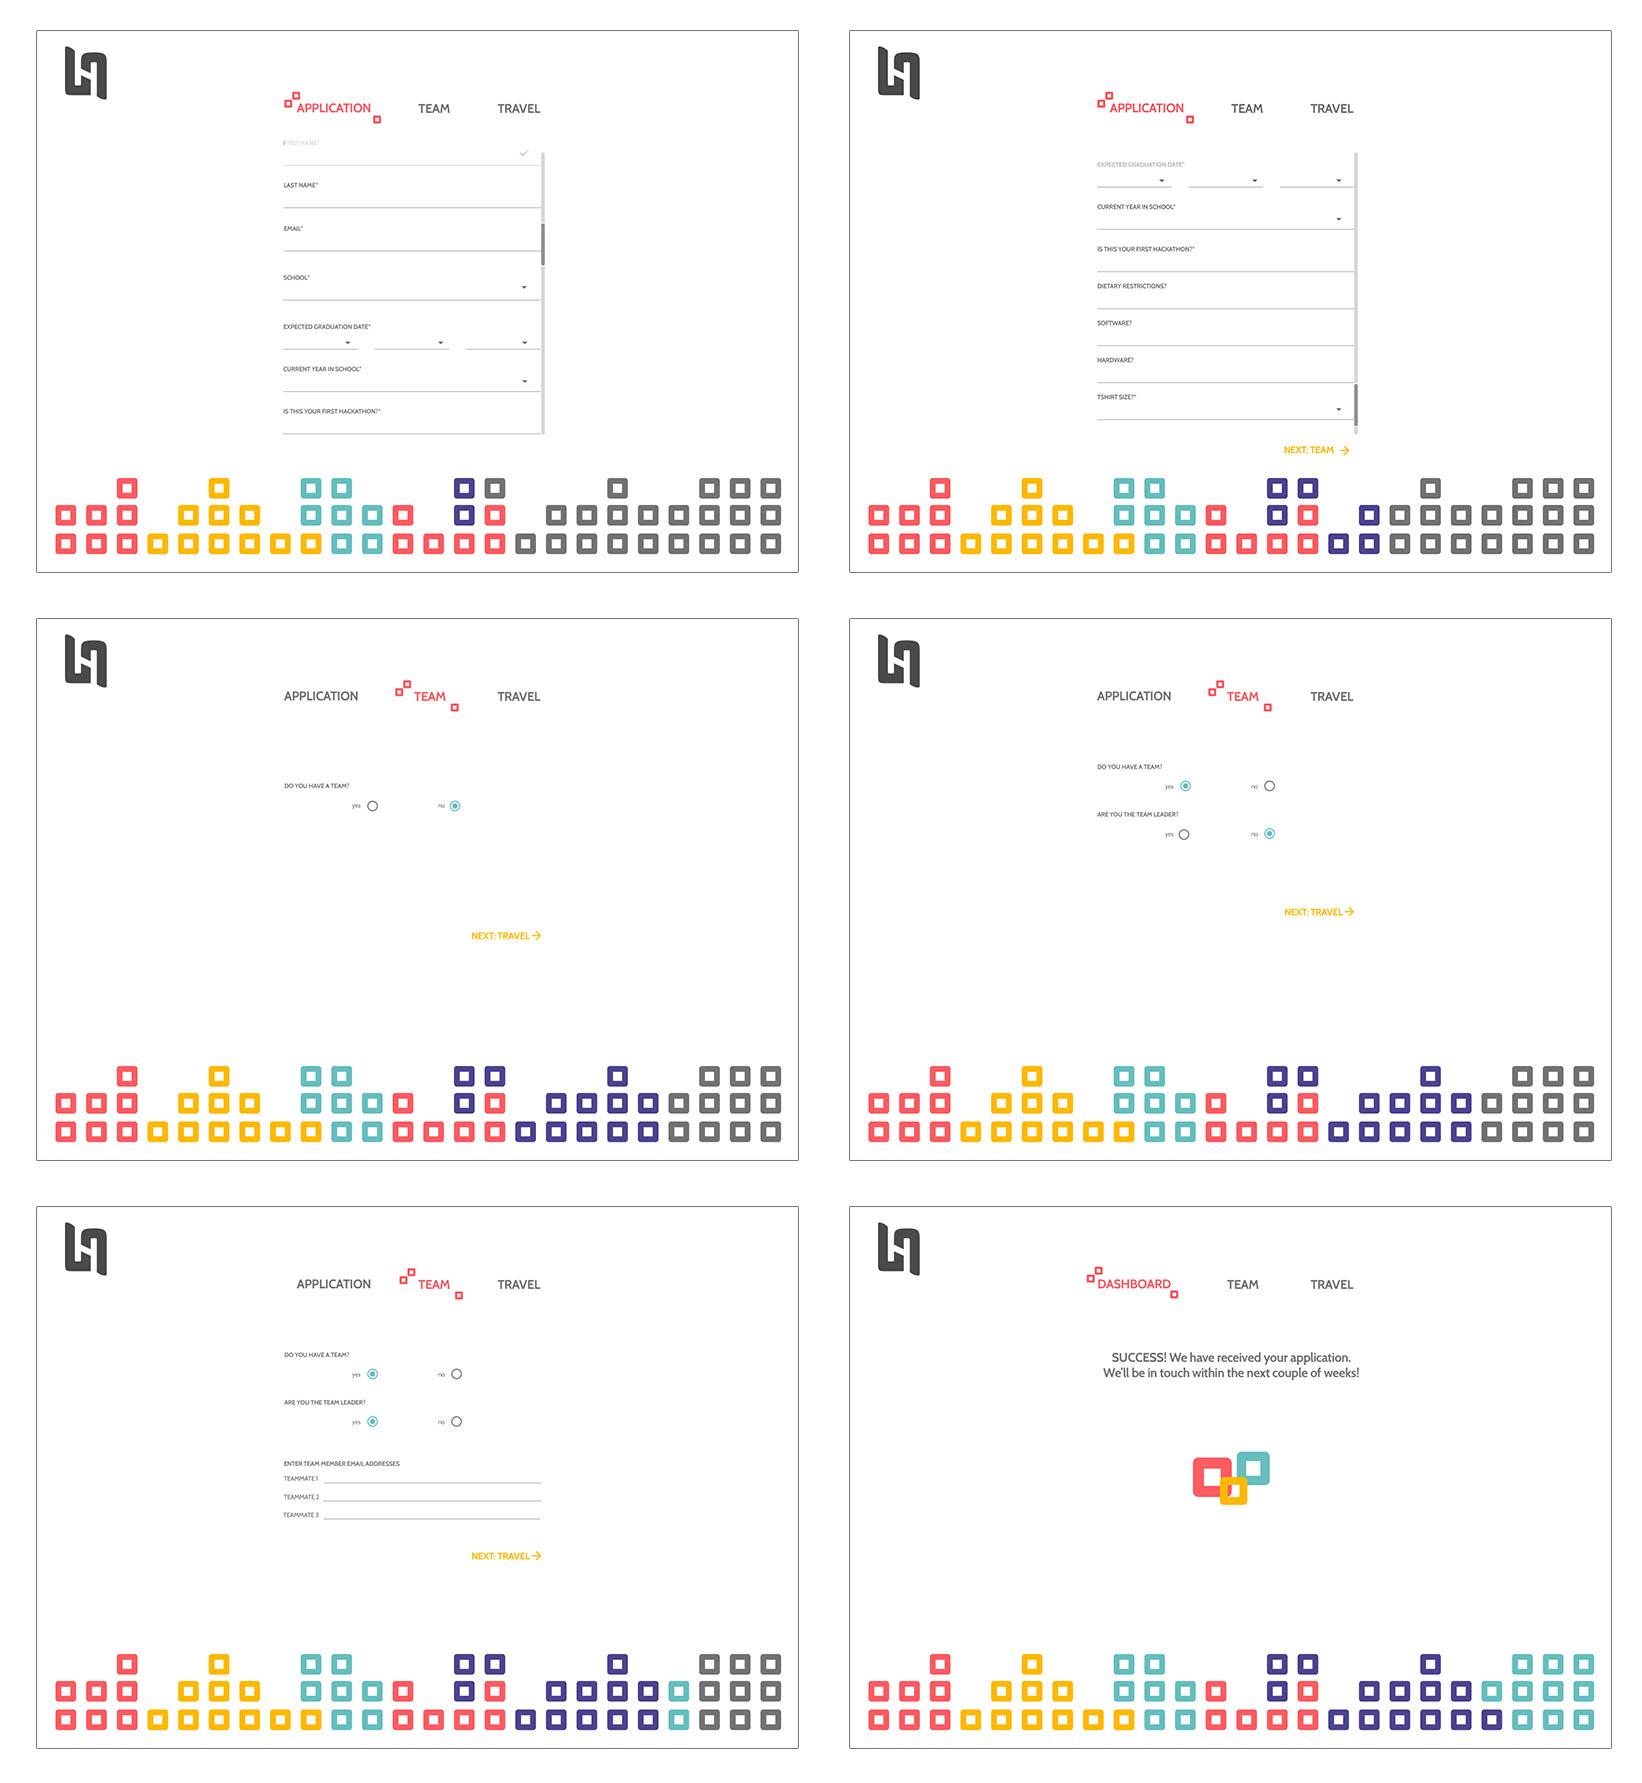 APPLICATION TEAM TRAVEL
FIRST NAME*
LAST NAME*
EMAIL*
SCHOOL*
EXPECTED GRADUATION DATE*
CURRENT YEAR IN SCHOOL*
IS THIS YOUR FIRST HACKATHON?*
APPLICATION TEAM TRAVEL
EXPECTED GRADUATION DATE*
CURRENT YEAR IN SCHOOL*
IS THIS YOUR FIRST HACKATHON?*
DIETARY RESTRICTIONS?
SOFTWARE?
HARDWARE?
TSHIRT SIZE?*
NEXT: TEAM
APPLICATION TEAM TRAVEL
DO YOU HAVE A TEAM?
yes no
NEXT: TRAVEL
APPLICATION TEAM TRAVEL
DO YOU HAVE A TEAM?
yes no
ARE YOU THE TEAM LEADER?
yes no
NEXT: TRAVEL
APPLICATION TEAM TRAVEL
DO YOU HAVE A TEAM?
yes no
ARE YOU THE TEAM LEADER?
yes no
ENTER TEAM MEMBER EMAIL ADDRESSES
TEAMMATE 1
TEAMMATE 2
TEAMMATE 3
NEXT: TRAVEL
DASHBOARD TEAM TRAVEL
SUCCESS! We have received your application.
We'll be in touch within the next couple of weeks!